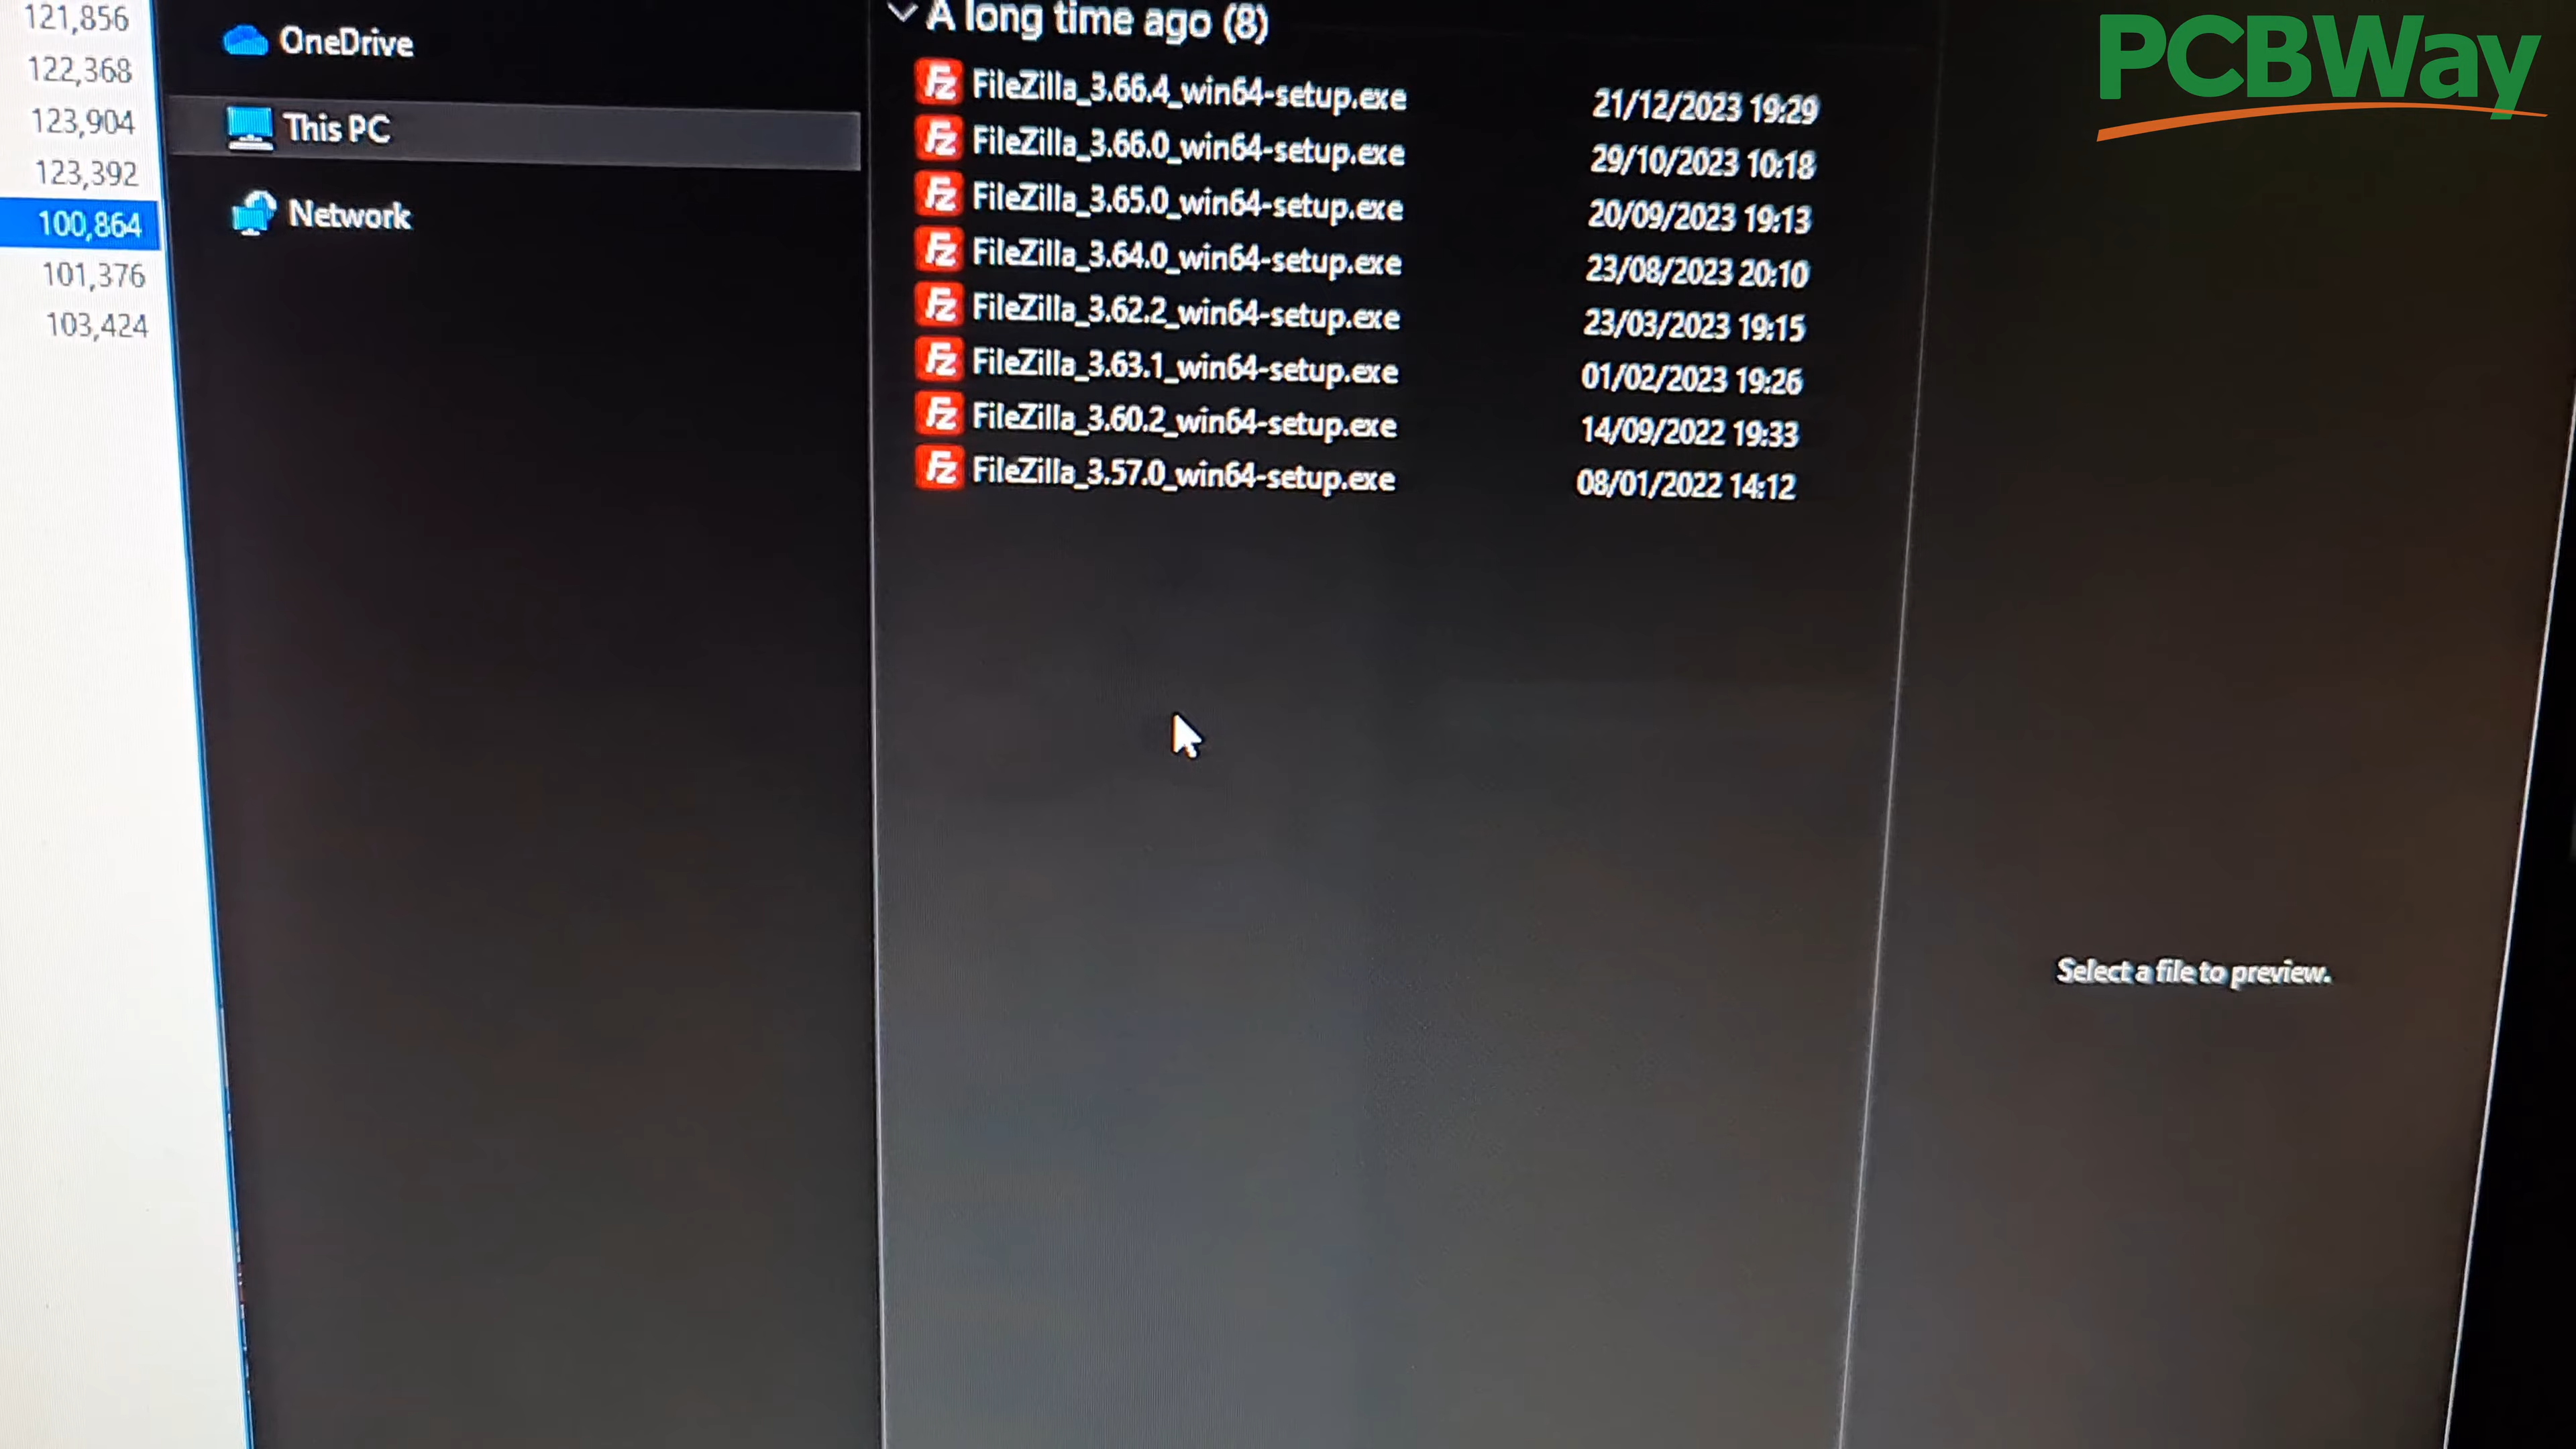 121,856
122,368
123,904
123,392
100,864
101,376
103,424
OneDrive
This PC
Network
A long time ago (8)
FileZilla_3.66.4_win64-setup.exe 21/12/2023 19:29
FileZilla_3.66.0_win64-setup.exe 29/10/2023 10:18
FileZilla_3.65.0_win64-setup.exe 20/09/2023 19:13
FileZilla_3.64.0_win64-setup.exe 23/08/2023 20:10
FileZilla_3.62.2_win64-setup.exe 23/03/2023 19:15
FileZilla_3.63.1_win64-setup.exe 01/02/2023 19:26
FileZilla_3.60.2_win64-setup.exe 14/09/2022 19:33
FileZilla_3.57.0_win64-setup.exe 08/01/2022 14:12
Select a file to preview.
PCBWay